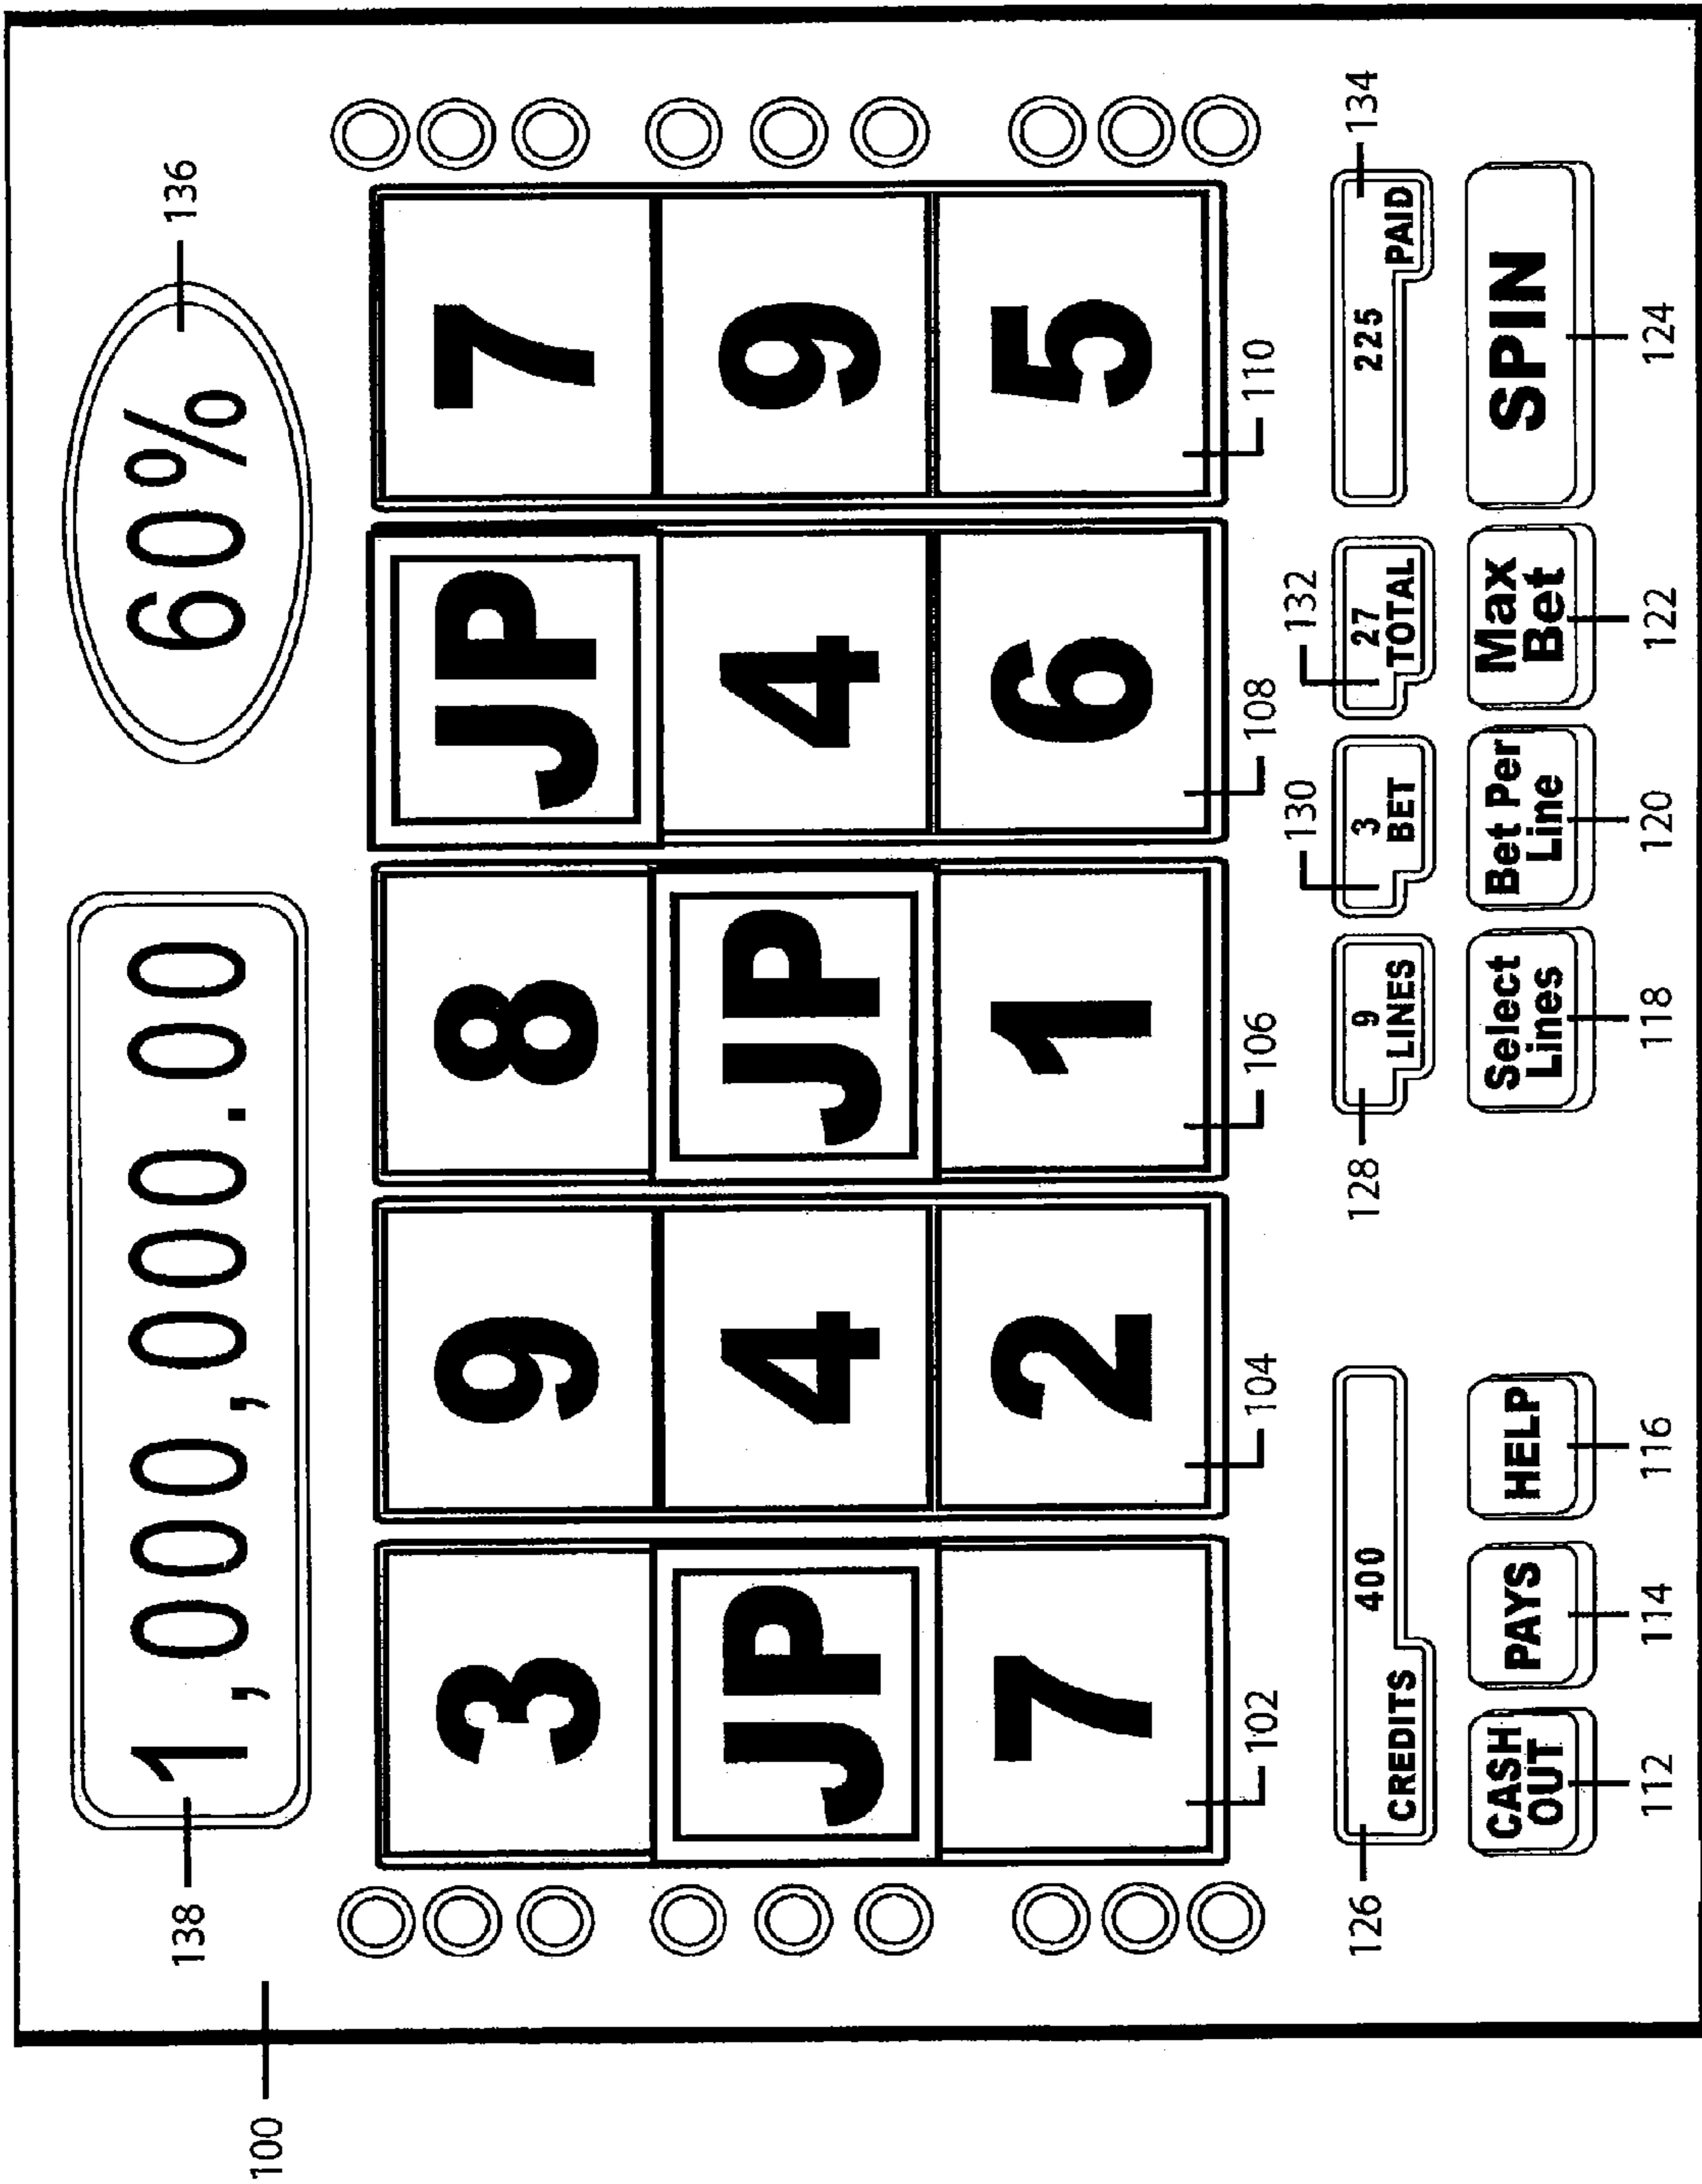 136
1,000,000.00 60%
138
100
3 9 8 JP 7
JP 4 JP 4 9
7 2 1 6 5
102 104 106 108 110
130 132
126 400 128 9 3 27 225 134
CREDITS LINES BET TOTAL PAID
CASH OUT PAYS HELP Select Lines Bet Per Line Max Bet SPIN
112 114 116 118 120 122 124